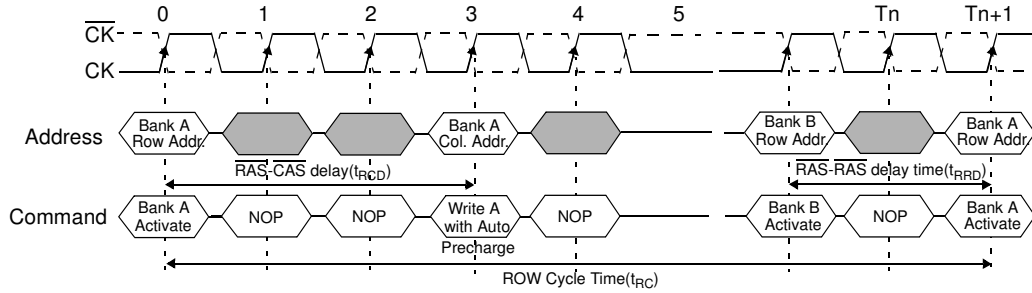 0 1 2 3 4 5 Tn Tn+1
CK
CK
Address
Bank A Row Addr.
Bank A Col. Addr.
Bank B Row Addr.
Bank A Row Addr.
RAS-CAS delay(tRCD)
RAS-RAS delay time(tRRD)
Command
Bank A Activate
NOP
NOP
Write A with Auto Precharge
NOP
Bank B Activate
NOP
Bank A Activate
ROW Cycle Time(tRC)